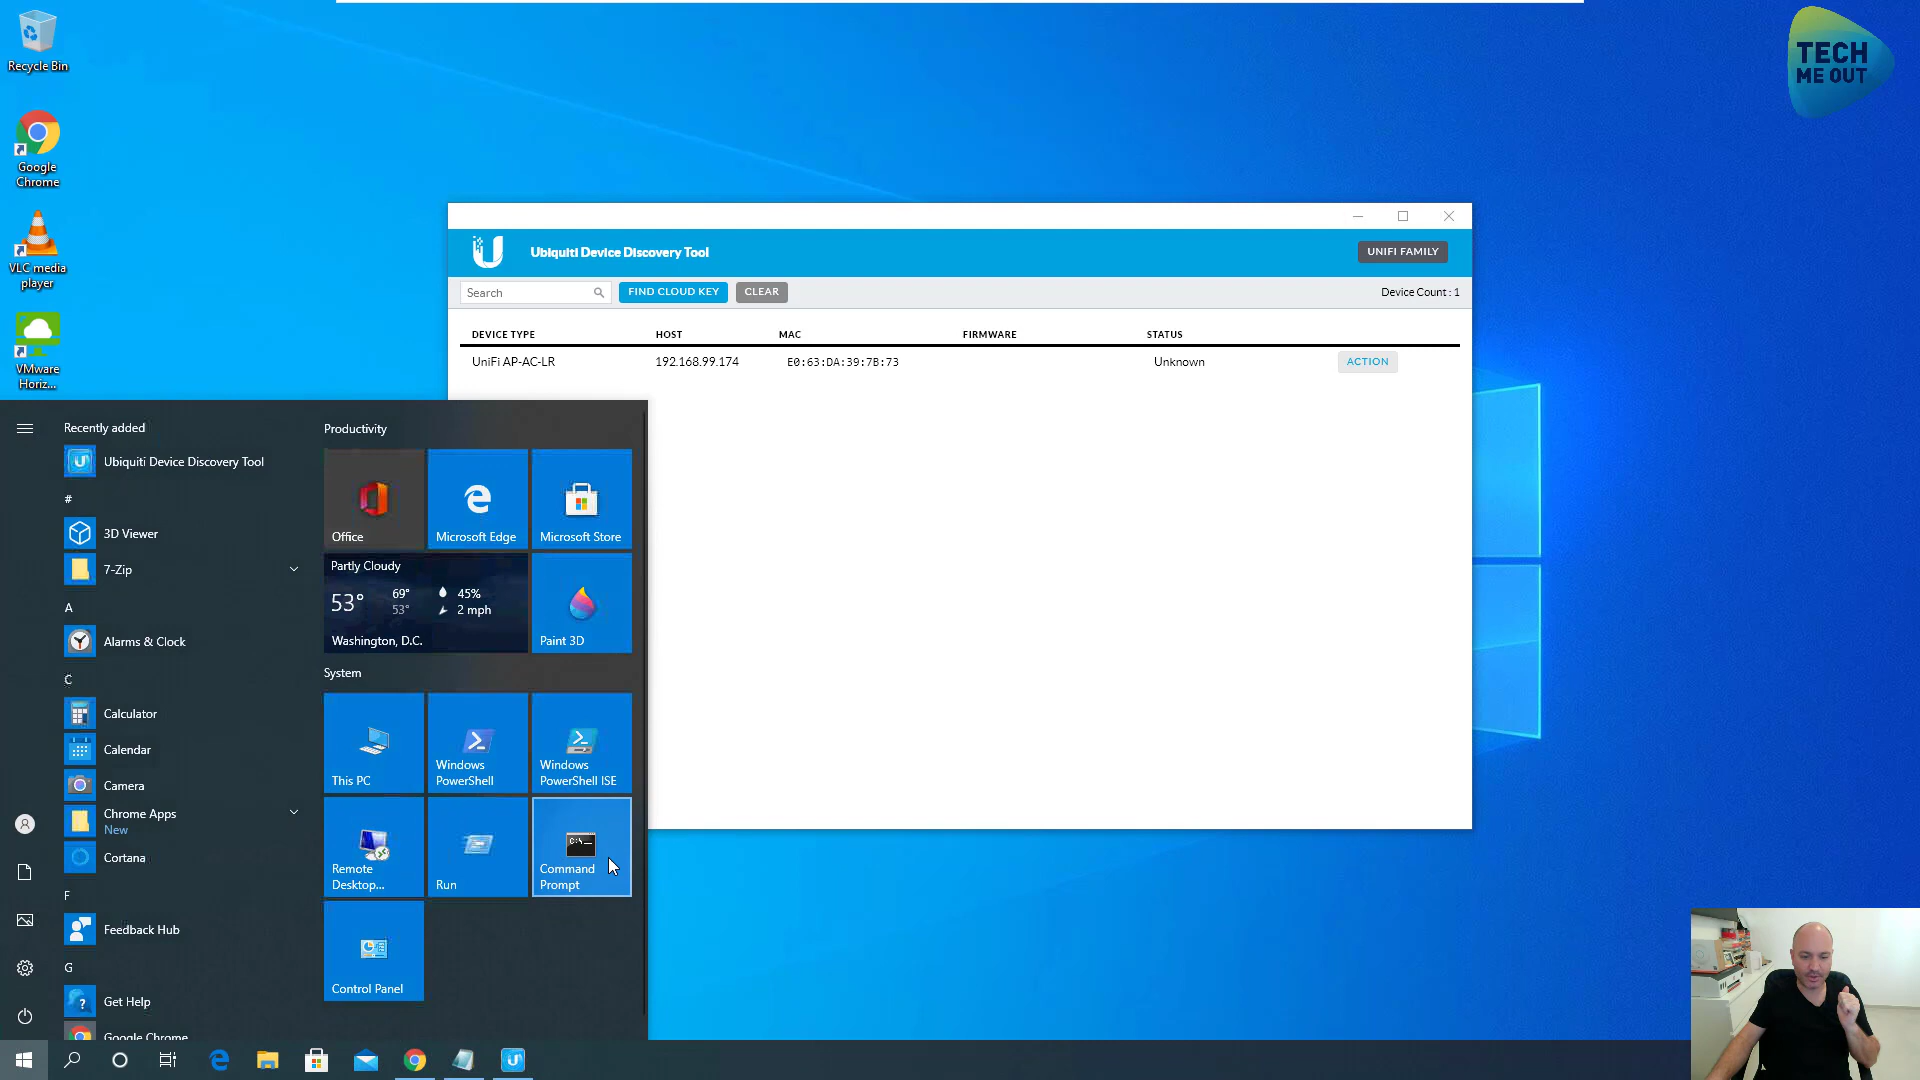 Recycle Bin
Google
Chrome
VLC media
player
VMware
Horiz...
TECH
ME OUT
Ubiquiti Device Discovery Tool
UNIFI FAMILY
Search
FIND CLOUD KEY
CLEAR
Device Count : 1
DEVICE TYPE HOST MAC FIRMWARE STATUS
UniFi AP-AC-LR 192.168.99.174 E0:63:DA:39:7B:73 Unknown ACTION
Recently added
Ubiquiti Device Discovery Tool
#
3D Viewer
7-Zip
A
Alarms & Clock
C
Calculator
Calendar
Camera
Chrome Apps
New
Cortana
F
Feedback Hub
G
Get Help
Google Chrome
Productivity
Office
Microsoft Edge
Microsoft Store
Partly Cloudy
53° 69° 45%
53° 2 mph
Washington, D.C.
Paint 3D
System
This PC
Windows
PowerShell
Windows
PowerShell ISE
Remote
Desktop...
Run
C:\_
Command
Prompt
Control Panel